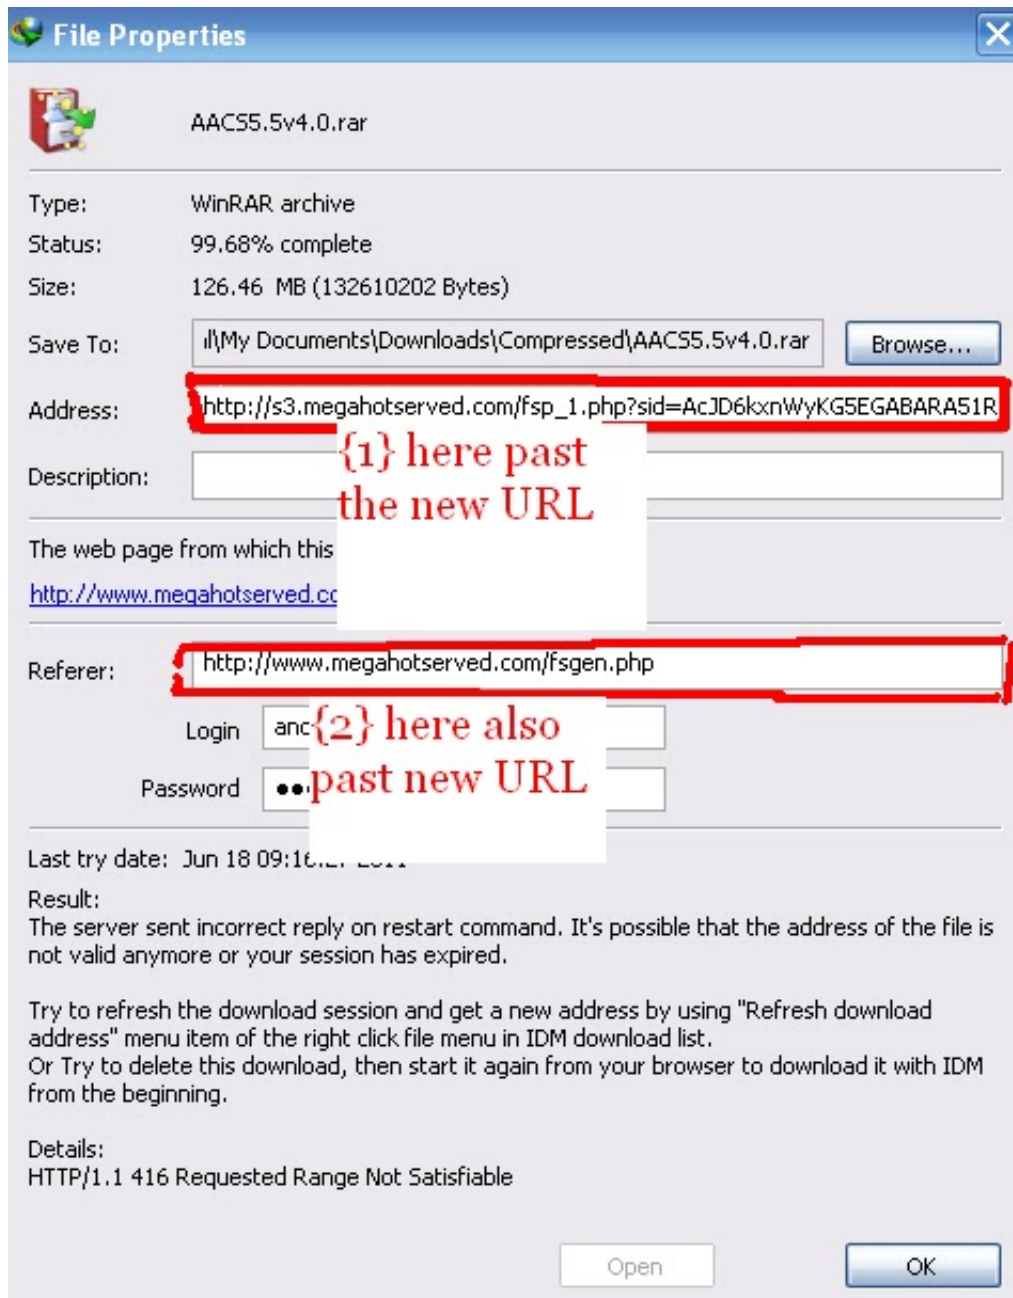 File Properties
AACS5.5v4.0.rar
Type: WinRAR archive
Status: 99.68% complete
Size: 126.46 MB (132610202 Bytes)
Save To: \My Documents\Downloads\Compressed\AACS5.5v4.0.rar Browse...
Address: http://s3.megahotserved.com/fsp_1.php?sid=AcJD6kxnWyKG5EGABARA51R
{1} here past
the new URL
Description:
The web page from which this
http://www.megahotserved.co
Referer: http://www.megahotserved.com/fsgen.php
{2} here also
past new URL
Login
Password
Last try date: Jun 18 09:16
Result:
The server sent incorrect reply on restart command. It's possible that the address of the file is
not valid anymore or your session has expired.
Try to refresh the download session and get a new address by using "Refresh download
address" menu item of the right click file menu in IDM download list.
Or Try to delete this download, then start it again from your browser to download it with IDM
from the beginning.
Details:
HTTP/1.1 416 Requested Range Not Satisfiable
Open OK